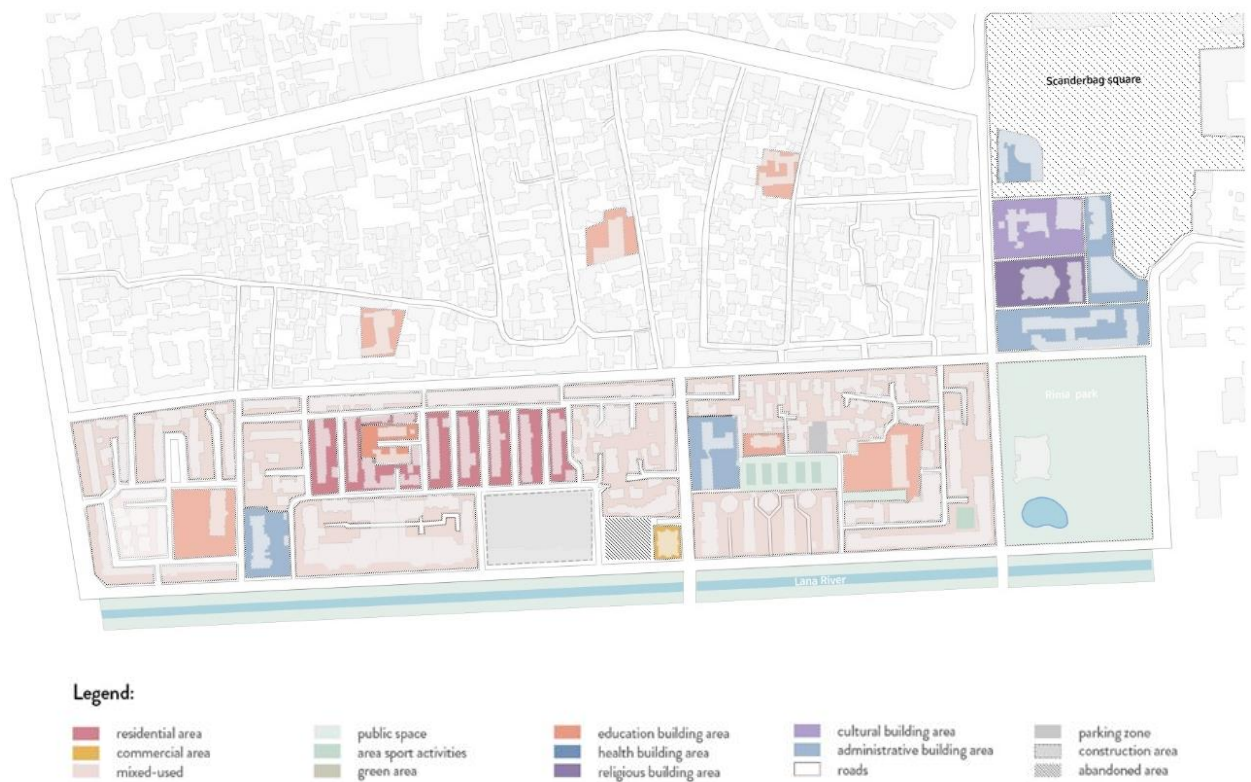 Scanderbag square
Rinia park
Lana River
Legend:
residential area
commercial area
mixed-used
public space
area sport activities
green area
education building area
health building area
religious building area
cultural building area
administrative building area
roads
parking zone
construction area
abandoned area